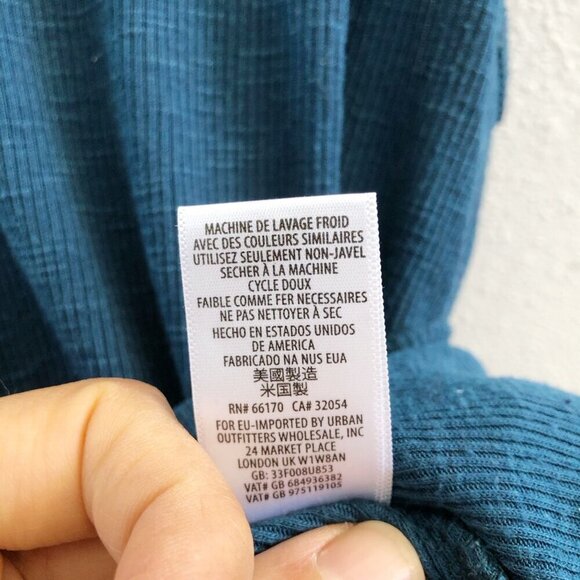 MACHINE DE LAVAGE FROID
AVEC DES COULEURS SIMILAIRES
UTILISEZ SEULEMENT NON-JAVEL
SECHER À LA MACHINE
CYCLE DOUX
FAIBLE COMME FER NECESSAIRES
NE PAS NETTOYER À SEC
HECHO EN ESTADOS UNIDOS
DE AMERICA
FABRICADO NA NUS EUA
美國製造
米国製
RN# 66170 CA# 32054
FOR EU-IMPORTED BY URBAN
OUTFITTERS WHOLESALE, INC
24 MARKET PLACE
LONDON UK W1W8AN
GB: 33F008U853
VAT# GB 684936382
VAT# GB 975119105